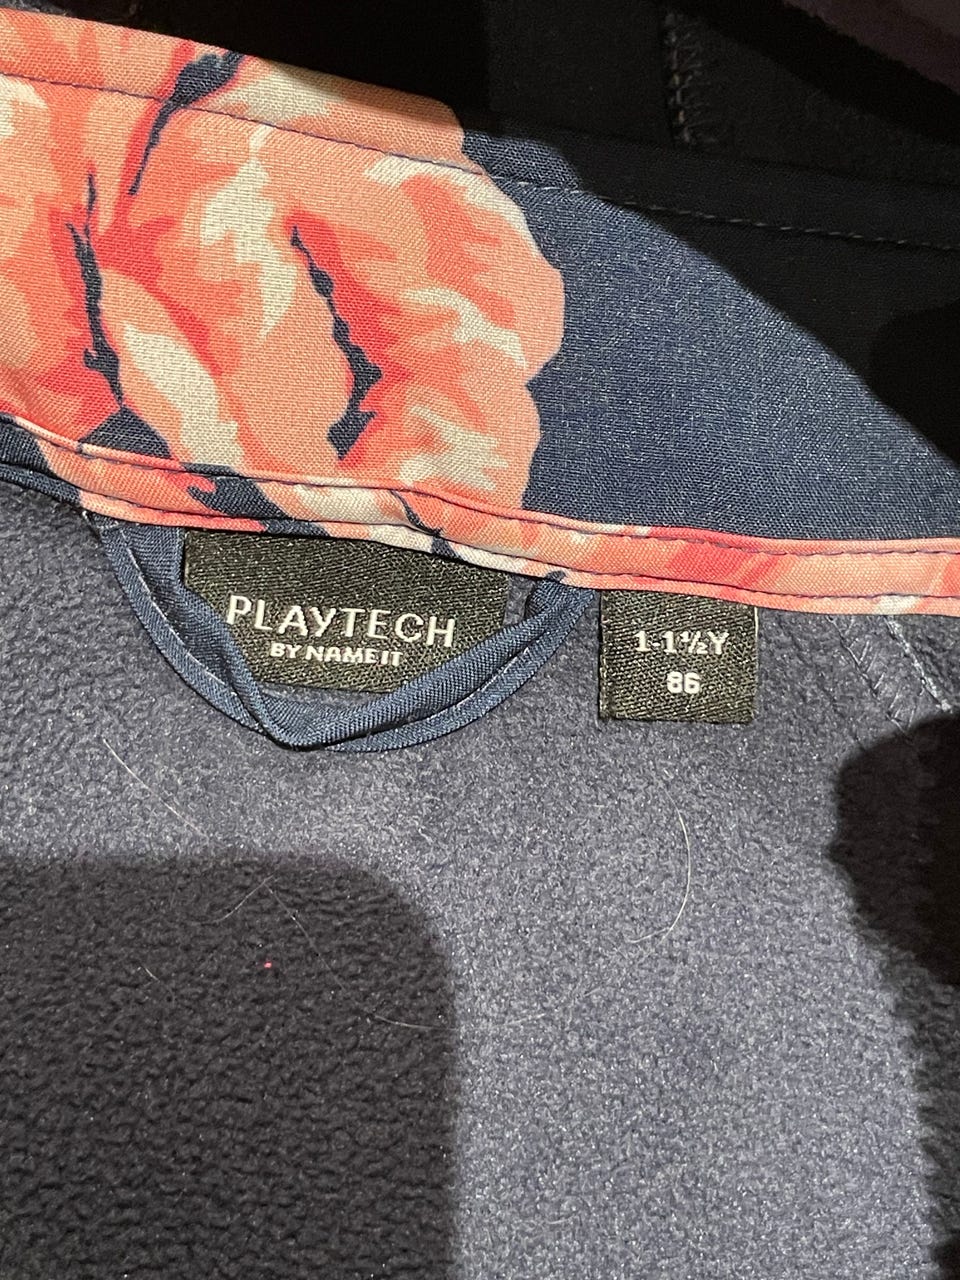 PLAYTECH
BY NAME IT
1-1½Y
86